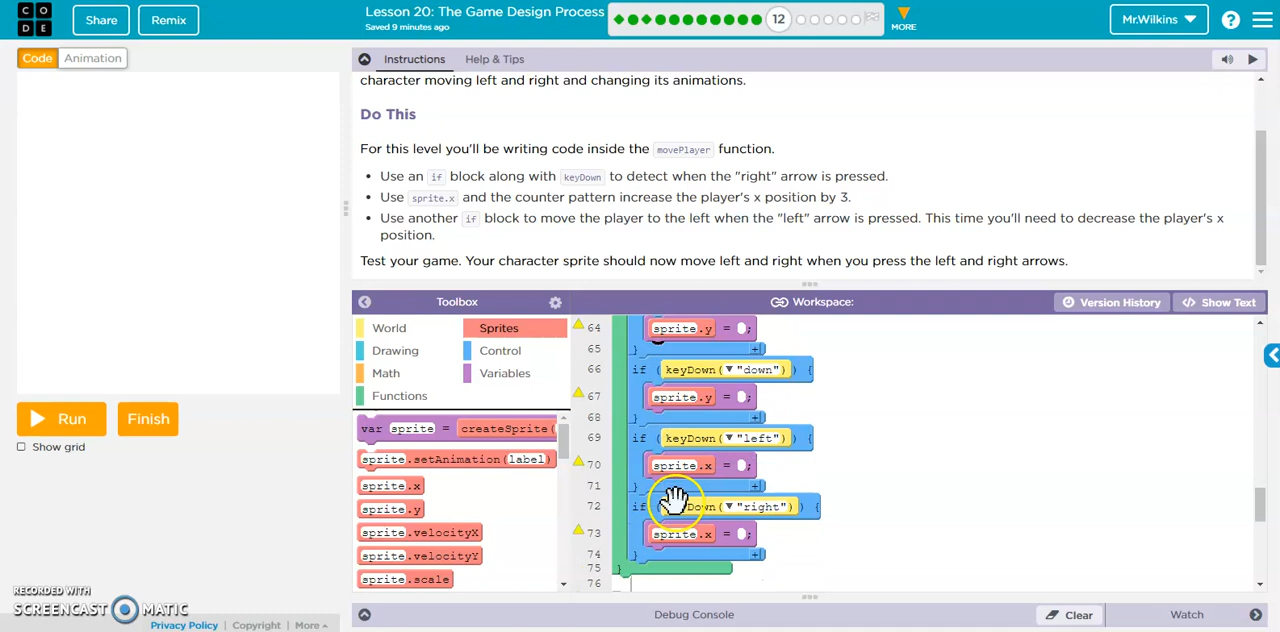 C O
D E
Share
Remix
Lesson 20: The Game Design Process
Saved 9 minutes ago
12
MORE
Mr.Wilkins
?
Code
Animation
Instructions
Help & Tips
character moving left and right and changing its animations.
Do This
For this level you'll be writing code inside the movePlayer function.
Use an if block along with keyDown to detect when the "right" arrow is pressed.
Use sprite.x and the counter pattern increase the player's x position by 3.
Use another if block to move the player to the left when the "left" arrow is pressed. This time you'll need to decrease the player's x
position.
Test your game. Your character sprite should now move left and right when you press the left and right arrows.
Toolbox
Workspace:
Version History
Show Text
World
Sprites
Drawing
Control
Math
Variables
Functions
var sprite = createSprite(
sprite.setAnimation(label)
sprite.x
sprite.y
sprite.velocityX
sprite.velocityY
sprite.scale
64 sprite.y = ;
65 }
66 if (keyDown("down")) {
67 sprite.y = ;
68 }
69 if (keyDown("left")) {
70 sprite.x = ;
71 }
72 if ( Down("right")) {
73 sprite.x = ;
74 }
75 }
76
Run
Finish
Show grid
RECORDED WITH
SCREENCAST MATIC
Privacy Policy | Copyright | More
Debug Console
Clear
Watch